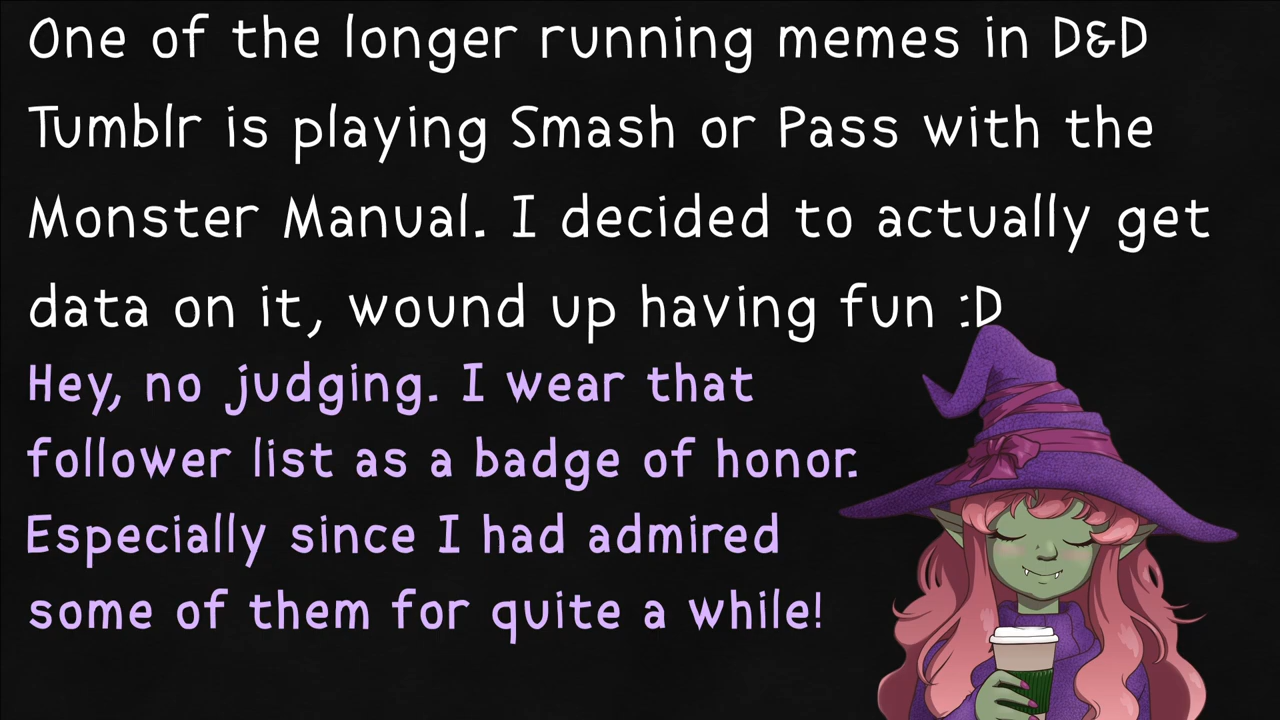 One of the longer running memes in D&D
Tumblr is playing Smash or Pass with the
Monster Manual. I decided to actually get
data on it, wound up having fun :D
Hey, no judging. I wear that
follower list as a badge of honor.
Especially since I had admired
some of them for quite a while!